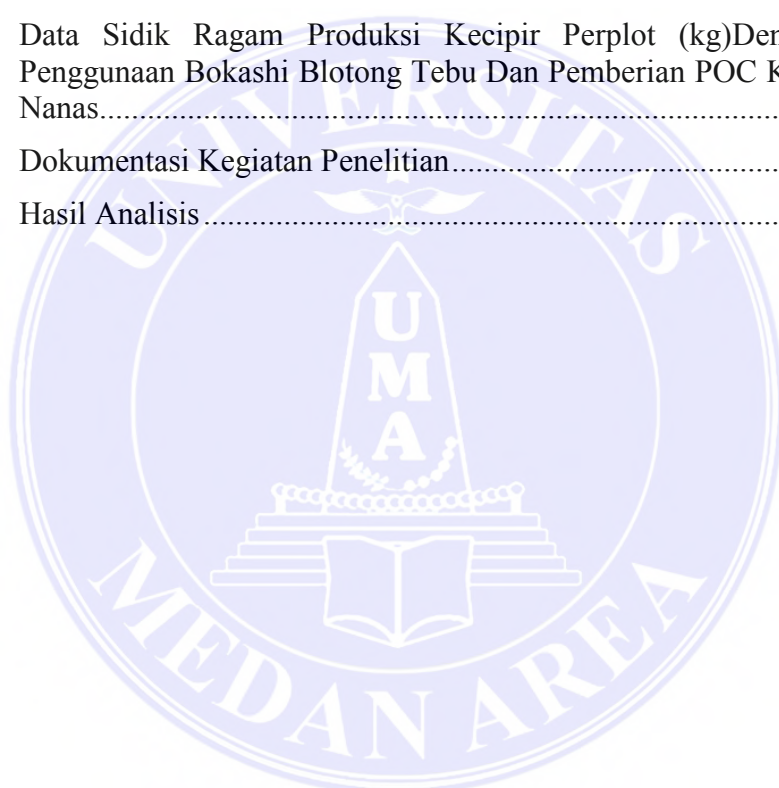 Data Sidik Ragam Produksi Kecipir Perplot (kg)Den
Penggunaan Bokashi Blotong Tebu Dan Pemberian POC K
Nanas.....................................................................................
Dokumentasi Kegiatan Penelitian.........................................
Hasil Analisis........................................................................
UNIVERSITAS
UMA
MEDAN AREA